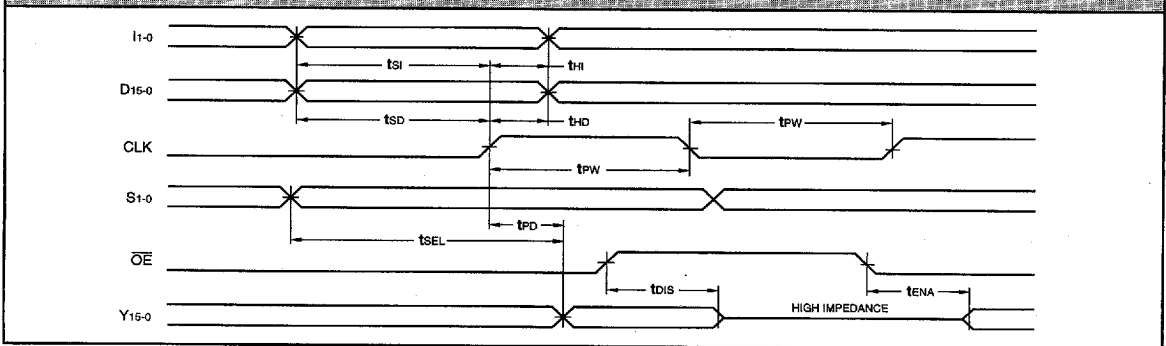 I1-0
tSI tHI
D15-0
tSD tHD
tPW
CLK
tPW
S1-0
tPD
tSEL
OE
tDIS tENA
HIGH IMPEDANCE
Y15-0